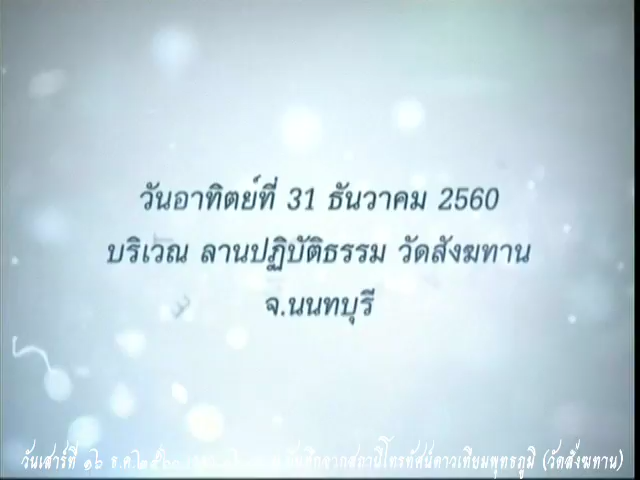 วันอาทิตย์ที่ 31 ธันวาคม 2560
บริเวณ ลานปฏิบัติธรรม วัดสังฆทาน
จ.นนทบุรี
วันเสาร์ที่ ๑๖ ธ.ค.๒๕๖๐ บันทึกจากสถานีโทรทัศน์ดาวเทียมพุทธภูมิ (วัดสังฆทาน)